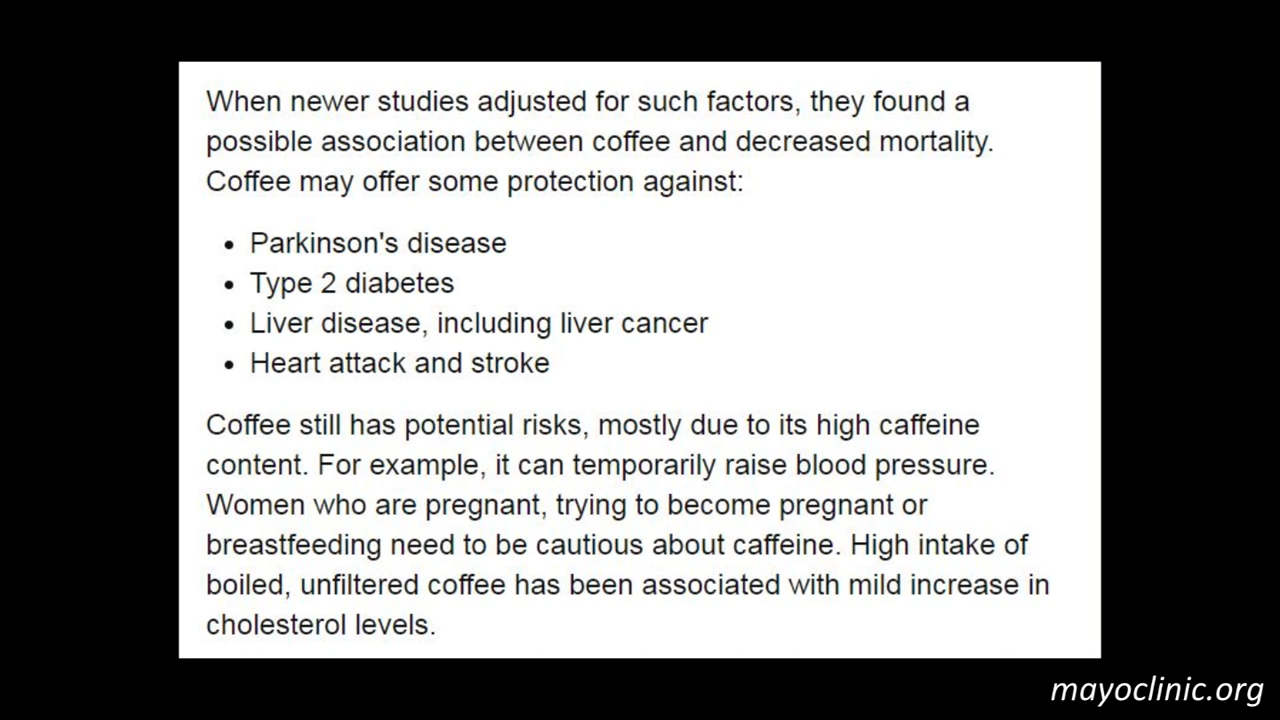 When newer studies adjusted for such factors, they found a
possible association between coffee and decreased mortality.
Coffee may offer some protection against:
• Parkinson's disease
• Type 2 diabetes
• Liver disease, including liver cancer
• Heart attack and stroke
Coffee still has potential risks, mostly due to its high caffeine
content. For example, it can temporarily raise blood pressure.
Women who are pregnant, trying to become pregnant or
breastfeeding need to be cautious about caffeine. High intake of
boiled, unfiltered coffee has been associated with mild increase in
cholesterol levels.
mayoclinic.org